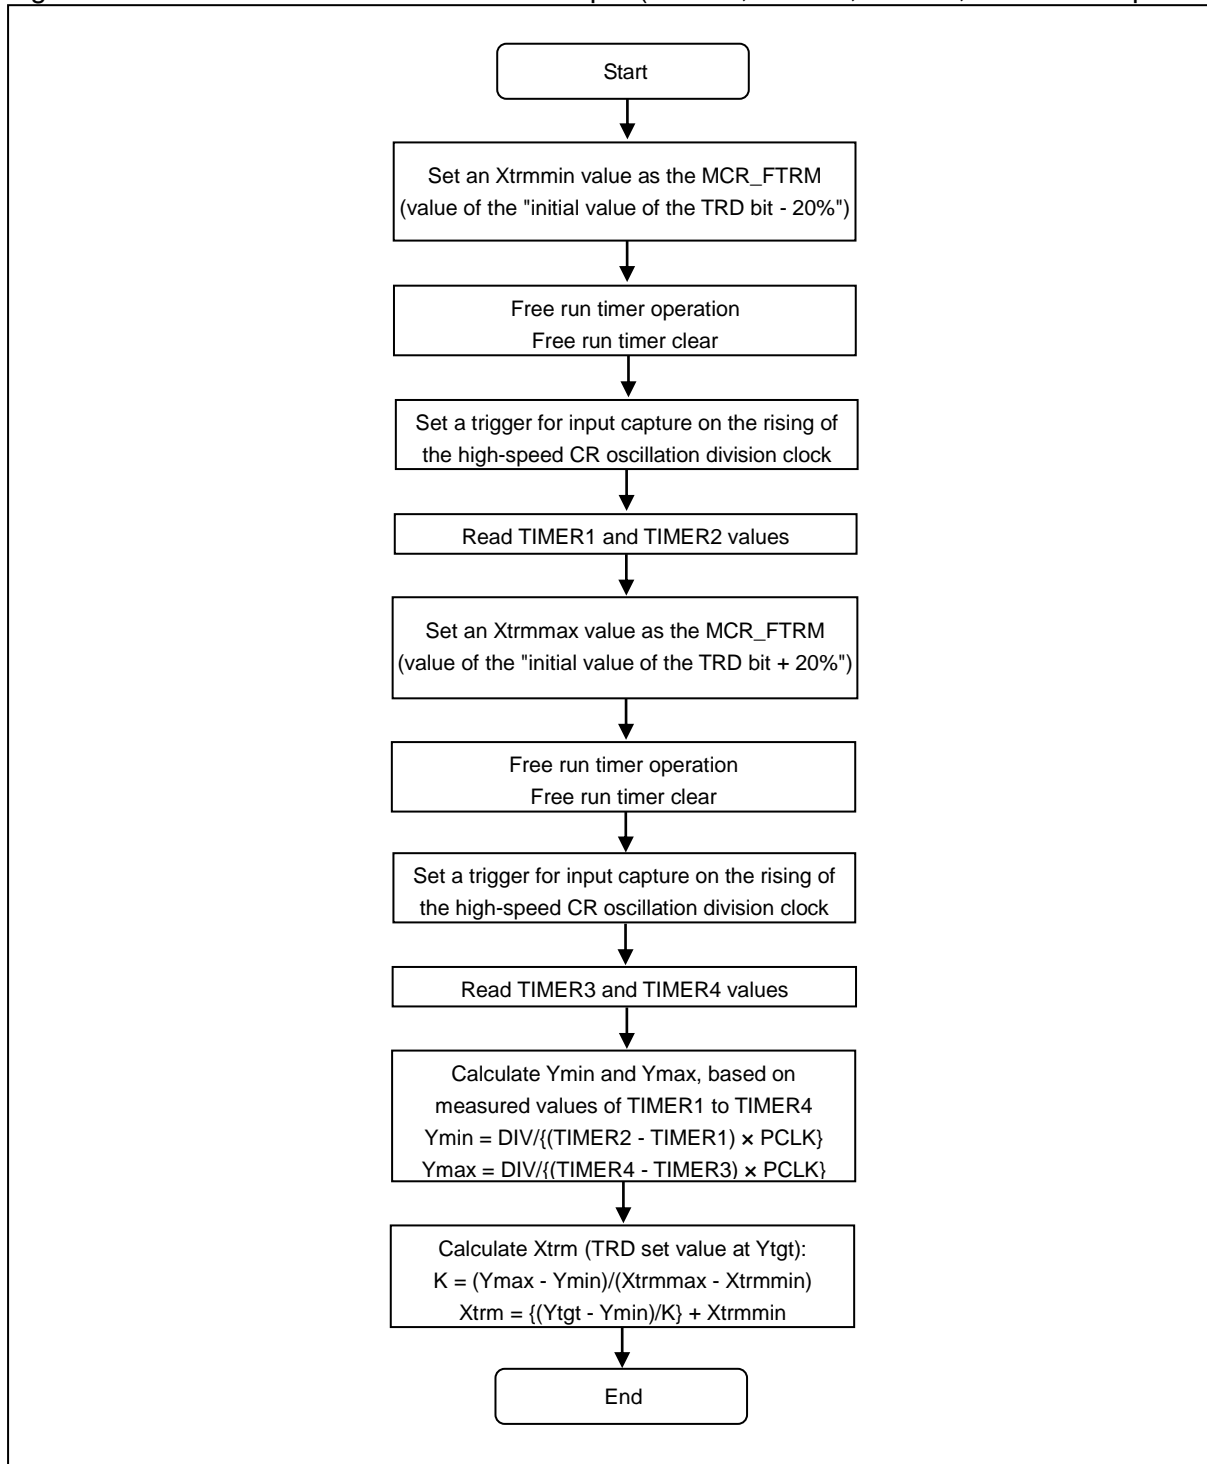 Start
Set an Xtrmmin value as the MCR_FTRM
(value of the "initial value of the TRD bit - 20%")
Free run timer operation
Free run timer clear
Set a trigger for input capture on the rising of
the high-speed CR oscillation division clock
Read TIMER1 and TIMER2 values
Set an Xtrmmax value as the MCR_FTRM
(value of the "initial value of the TRD bit + 20%")
Free run timer operation
Free run timer clear
Set a trigger for input capture on the rising of
the high-speed CR oscillation division clock
Read TIMER3 and TIMER4 values
Calculate Ymin and Ymax, based on
measured values of TIMER1 to TIMER4
Ymin = DIV/{(TIMER2 - TIMER1) × PCLK}
Ymax = DIV/{(TIMER4 - TIMER3) × PCLK}
Calculate Xtrm (TRD set value at Ytgt):
K = (Ymax - Ymin)/(Xtrmmax - Xtrmmin)
Xtrm = {(Ytgt - Ymin)/K} + Xtrmmin
End